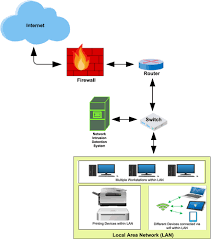 Internet
Firewall
Router
Network
Intrusion
Detection
System
Switch
Multiple Workstations within LAN
Printing Devices within LAN
Different Devices connected via
wifi within LAN
Local Area Network (LAN)